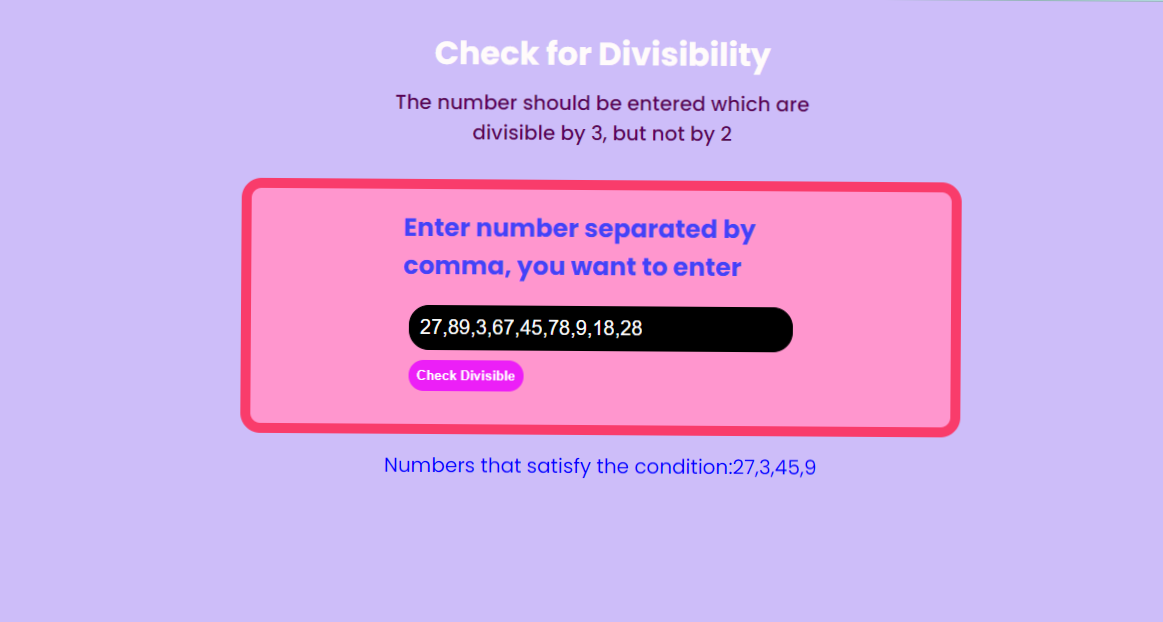 Check for Divisibility
The number should be entered which are
divisible by 3, but not by 2
Enter number separated by
comma, you want to enter
27,89,3,67,45,78,9,18,28
Check Divisible
Numbers that satisfy the condition:27,3,45,9